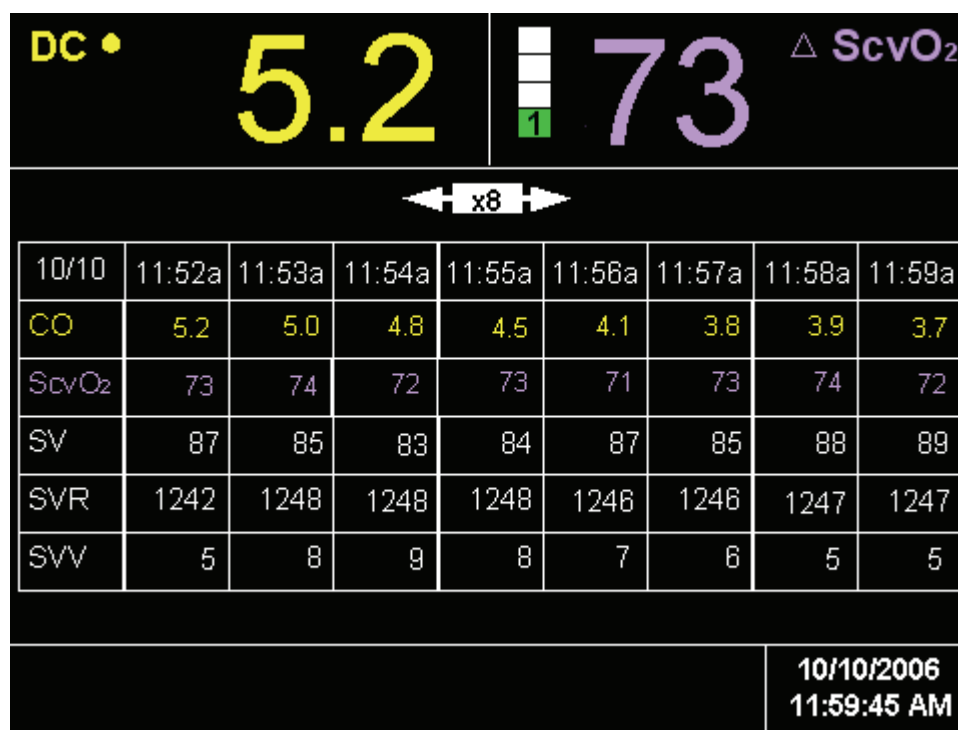 DC 5.2 1 73 △ ScvO₂
x8
10/10 11:52a 11:53a 11:54a 11:55a 11:56a 11:57a 11:58a 11:59a
CO 5.2 5.0 4.8 4.5 4.1 3.8 3.9 3.7
ScvO₂ 73 74 72 73 71 73 74 72
SV 87 85 83 84 87 85 88 89
SVR 1242 1248 1248 1248 1246 1246 1247 1247
SVV 5 8 9 8 7 6 5 5
10/10/2006
11:59:45 AM